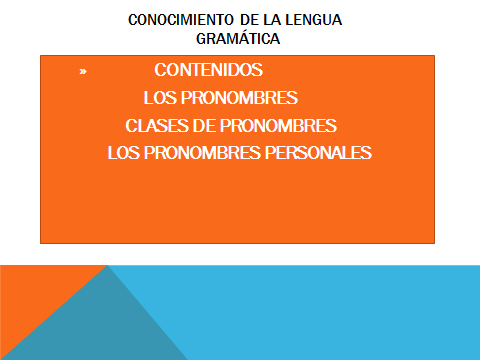 CONOCIMIENTO DE LA LENGUA
GRAMÁTICA
» CONTENIDOS
LOS PRONOMBRES
CLASES DE PRONOMBRES
LOS PRONOMBRES PERSONALES